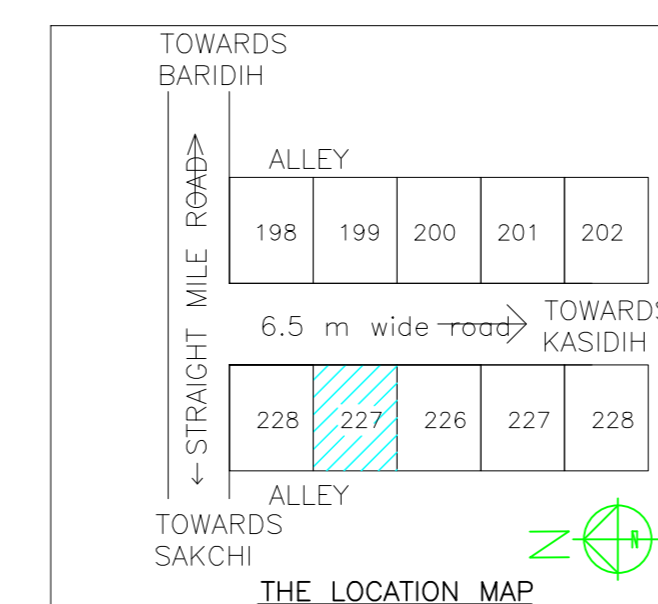 TOWARDS
BARIDIH
ALLEY
198 199 200 201 202
STRAIGHT MILE ROAD
6.5 m wide road
TOWARDS
KASIDIH
228 227 226 227 228
ALLEY
TOWARDS
SAKCHI
N
N
THE LOCATION MAP